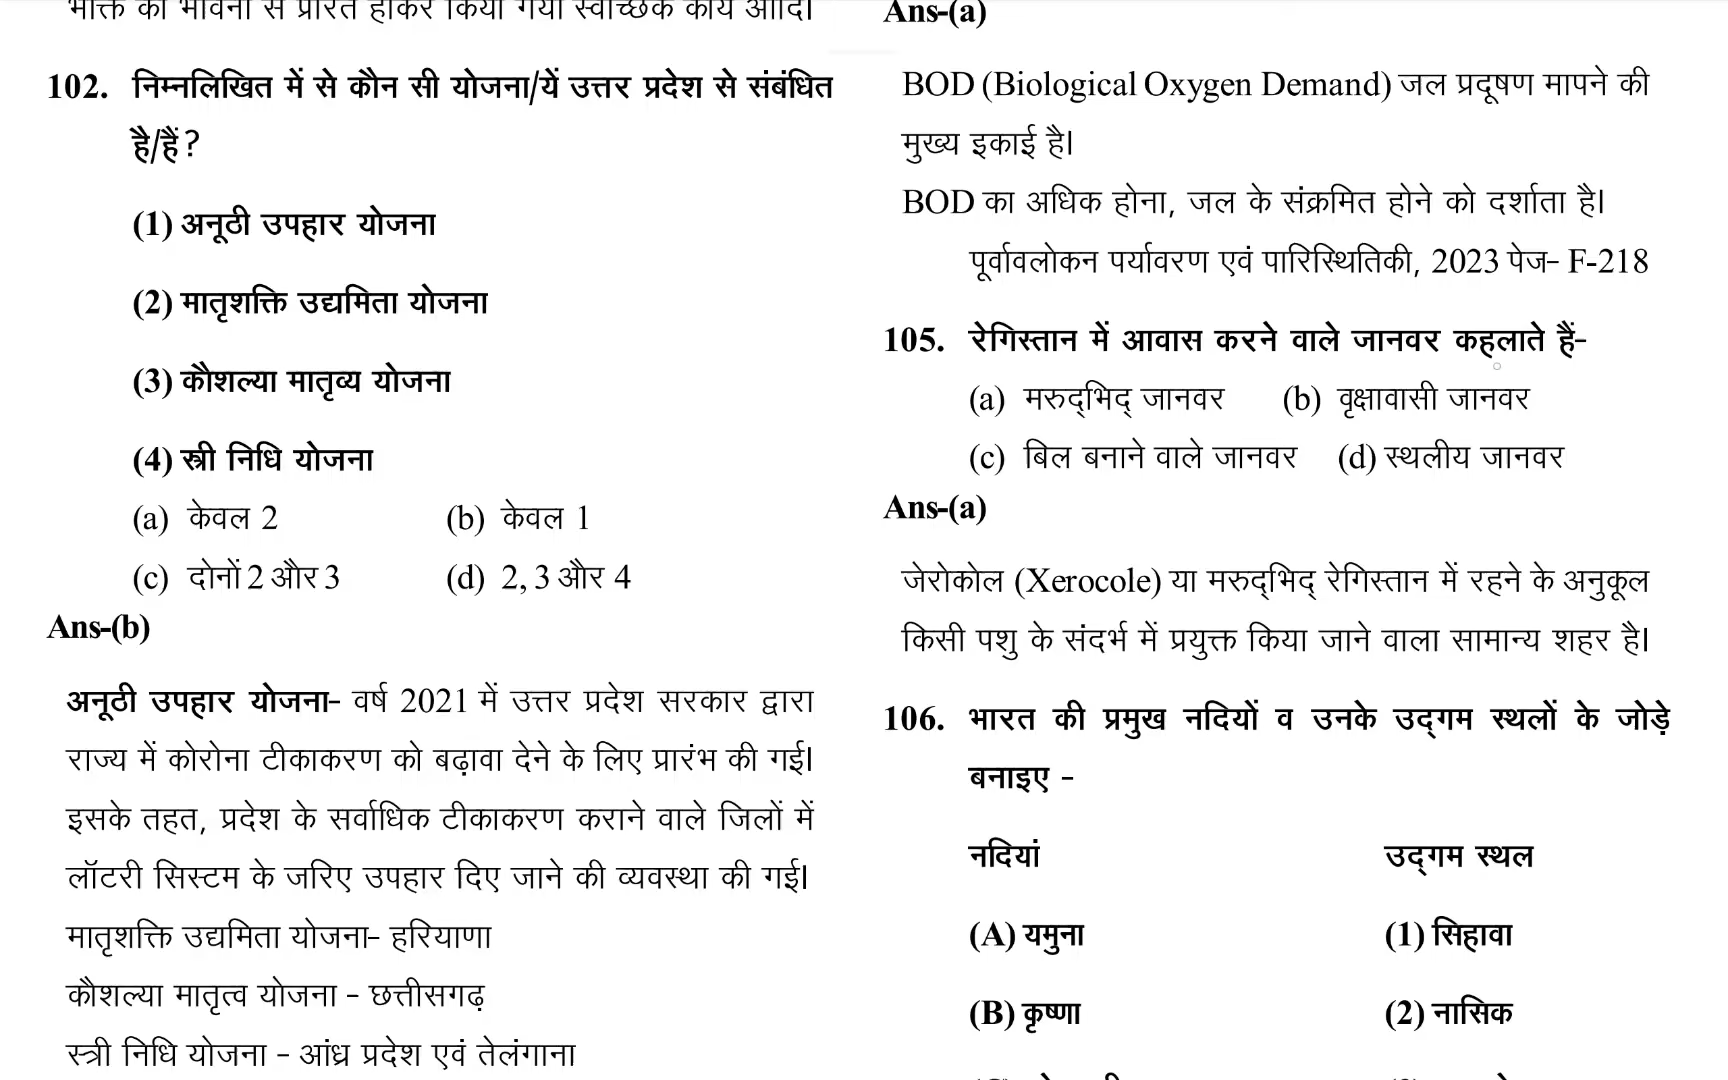 भक्ति की भावना से प्रेरित होकर किया गया स्वैच्छिक कार्य आदि।
102. निम्नलिखित में से कौन सी योजना/यें उत्तर प्रदेश से संबंधित
है/हैं?
(1) अनूठी उपहार योजना
(2) मातृशक्ति उद्यमिता योजना
(3) कौशल्या मातृव्य योजना
(4) स्त्री निधि योजना
(a) केवल 2 (b) केवल 1
(c) दोनों 2 और 3 (d) 2, 3 और 4
Ans-(b)
अनूठी उपहार योजना- वर्ष 2021 में उत्तर प्रदेश सरकार द्वारा
राज्य में कोरोना टीकाकरण को बढ़ावा देने के लिए प्रारंभ की गई।
इसके तहत, प्रदेश के सर्वाधिक टीकाकरण कराने वाले जिलों में
लॉटरी सिस्टम के जरिए उपहार दिए जाने की व्यवस्था की गई।
मातृशक्ति उद्यमिता योजना- हरियाणा
कौशल्या मातृत्व योजना - छत्तीसगढ़
स्त्री निधि योजना - आंध्र प्रदेश एवं तेलंगाना
Ans-(a)
BOD (Biological Oxygen Demand) जल प्रदूषण मापने की
मुख्य इकाई है।
BOD का अधिक होना, जल के संक्रमित होने को दर्शाता है।
पूर्वावलोकन पर्यावरण एवं पारिस्थितिकी, 2023 पेज- F-218
105. रेगिस्तान में आवास करने वाले जानवर कहलाते हैं-
(a) मरुद्भिद् जानवर (b) वृक्षावासी जानवर
(c) बिल बनाने वाले जानवर (d) स्थलीय जानवर
Ans-(a)
जेरोकोल (Xerocole) या मरुद्भिद् रेगिस्तान में रहने के अनुकूल
किसी पशु के संदर्भ में प्रयुक्त किया जाने वाला सामान्य शहर है।
106. भारत की प्रमुख नदियों व उनके उद्गम स्थलों के जोड़े
बनाइए -
नदियां उद्गम स्थल
(A) यमुना (1) सिहावा
(B) कृष्णा (2) नासिक